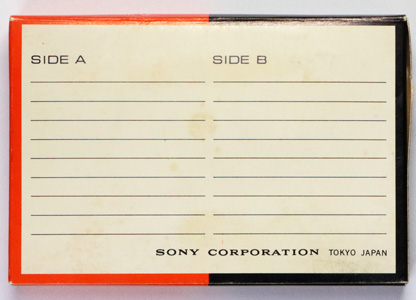 SIDE A SIDE B
SONY CORPORATION TOKYO JAPAN